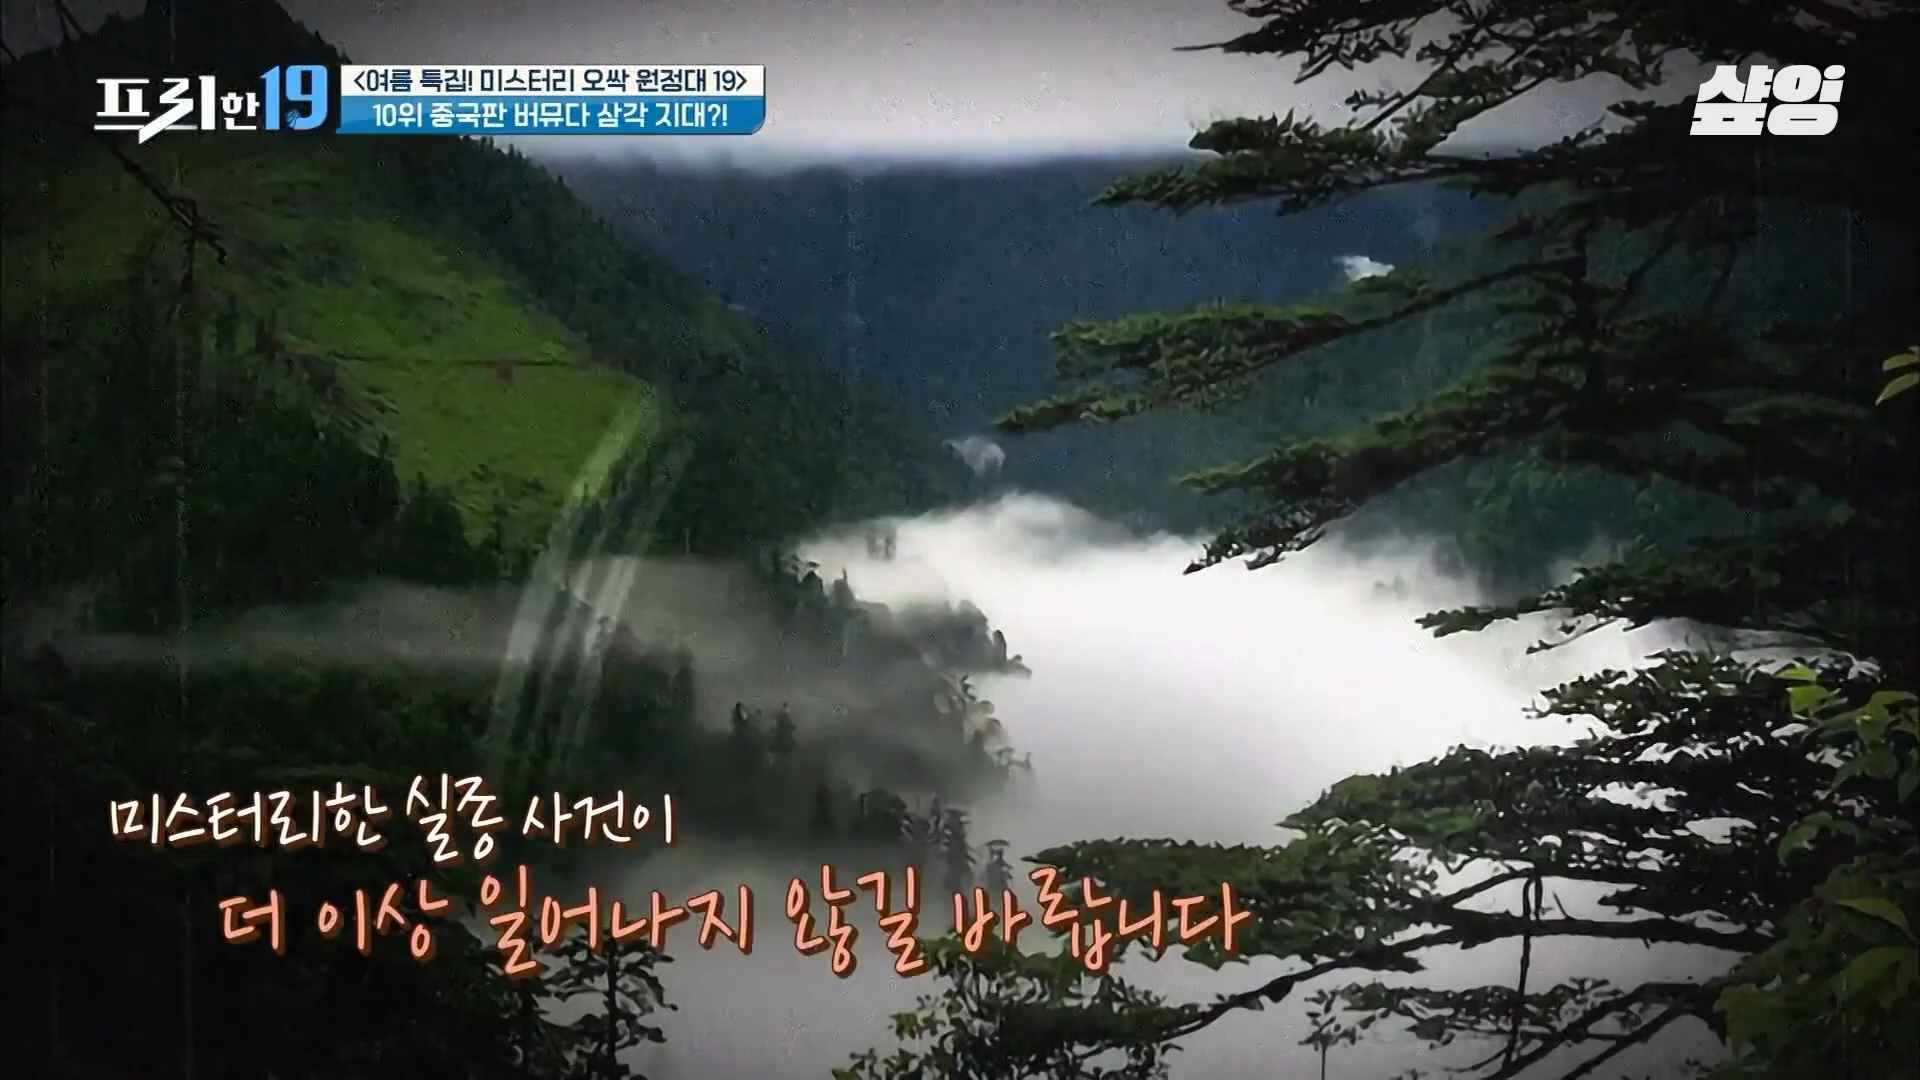 프리한19
<여름 특집! 미스터리 오싹 원정대 19>
10위 중국판 버뮤다 삼각 지대?!
샾잉
미스터리한 실종 사건이
더 이상 일어나지 않길 바랍니다